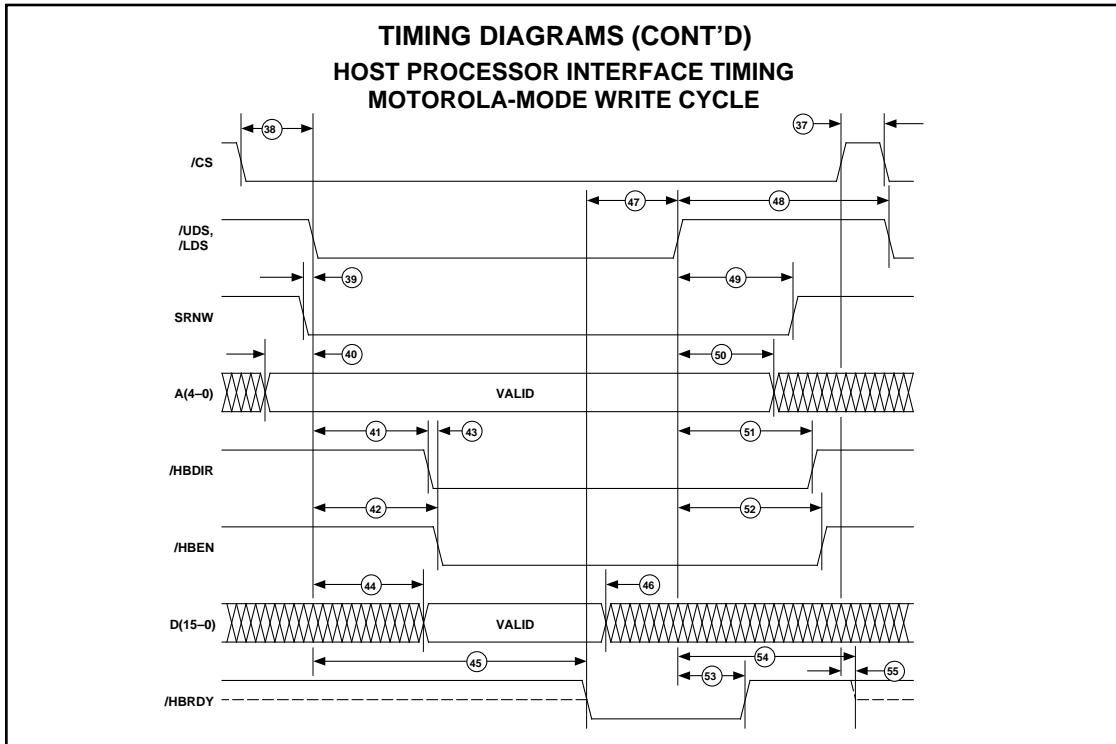 TIMING DIAGRAMS (CONT’D)
HOST PROCESSOR INTERFACE TIMING
MOTOROLA-MODE WRITE CYCLE
38
37
/CS
47
48
/UDS,
/LDS
39
49
SRNW
40
50
A(4–0)
VALID
41
43
51
/HBDIR
42
52
/HBEN
44
46
D(15–0)
VALID
54
45
53
55
/HBRDY